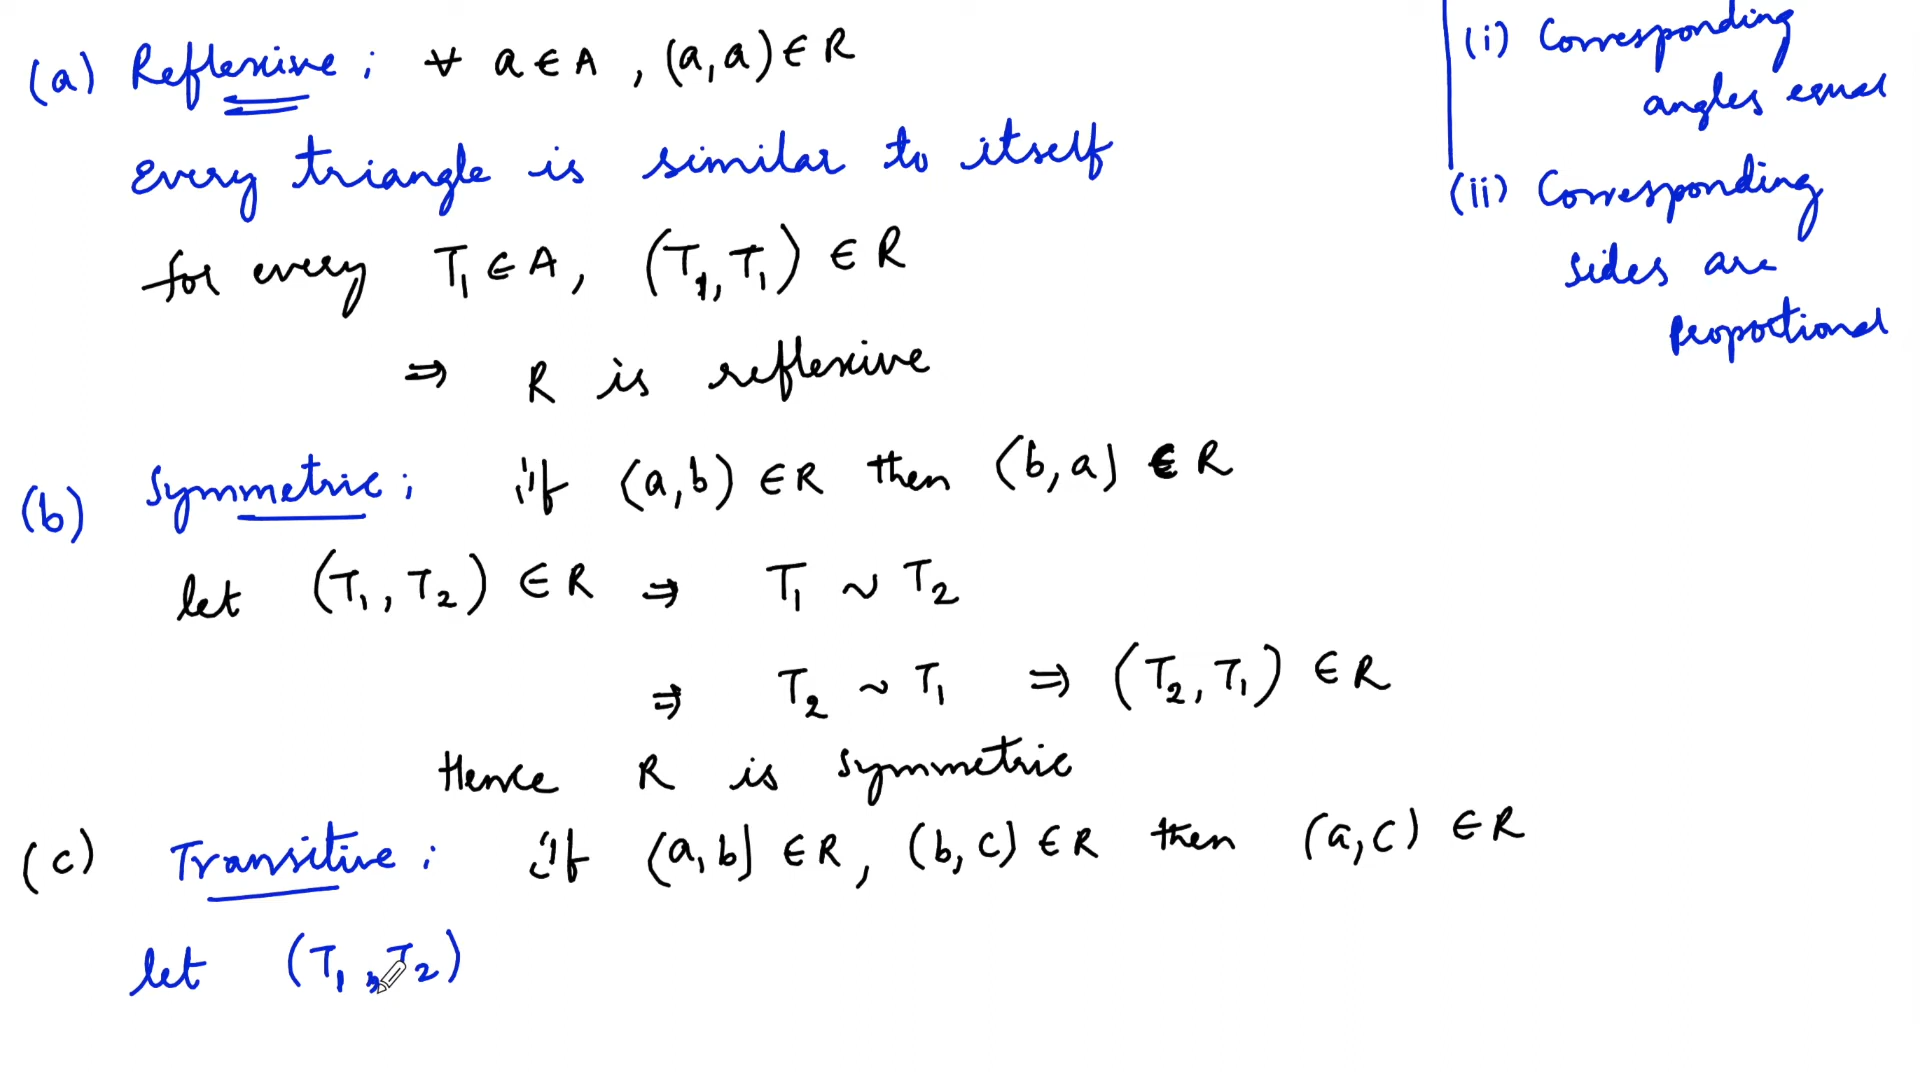 (a) Reflexive ; ∀ a ∈ A , (a, a) ∈ R
Every triangle is similar to itself
for every T₁ ∈ A, (T₁, T₁) ∈ R
⇒ R is reflexive
(b) Symmetric ; if (a, b) ∈ R then (b, a) ∈ R
let (T₁, T₂) ∈ R ⇒ T₁ ~ T₂
⇒ T₂ ~ T₁ ⇒ (T₂, T₁) ∈ R
Hence R is symmetric
(c) Transitive ; if (a, b) ∈ R, (b, c) ∈ R then (a, c) ∈ R
let (T₁, T₂)
(i) Corresponding
angles equal
(ii) Corresponding
sides are
proportional